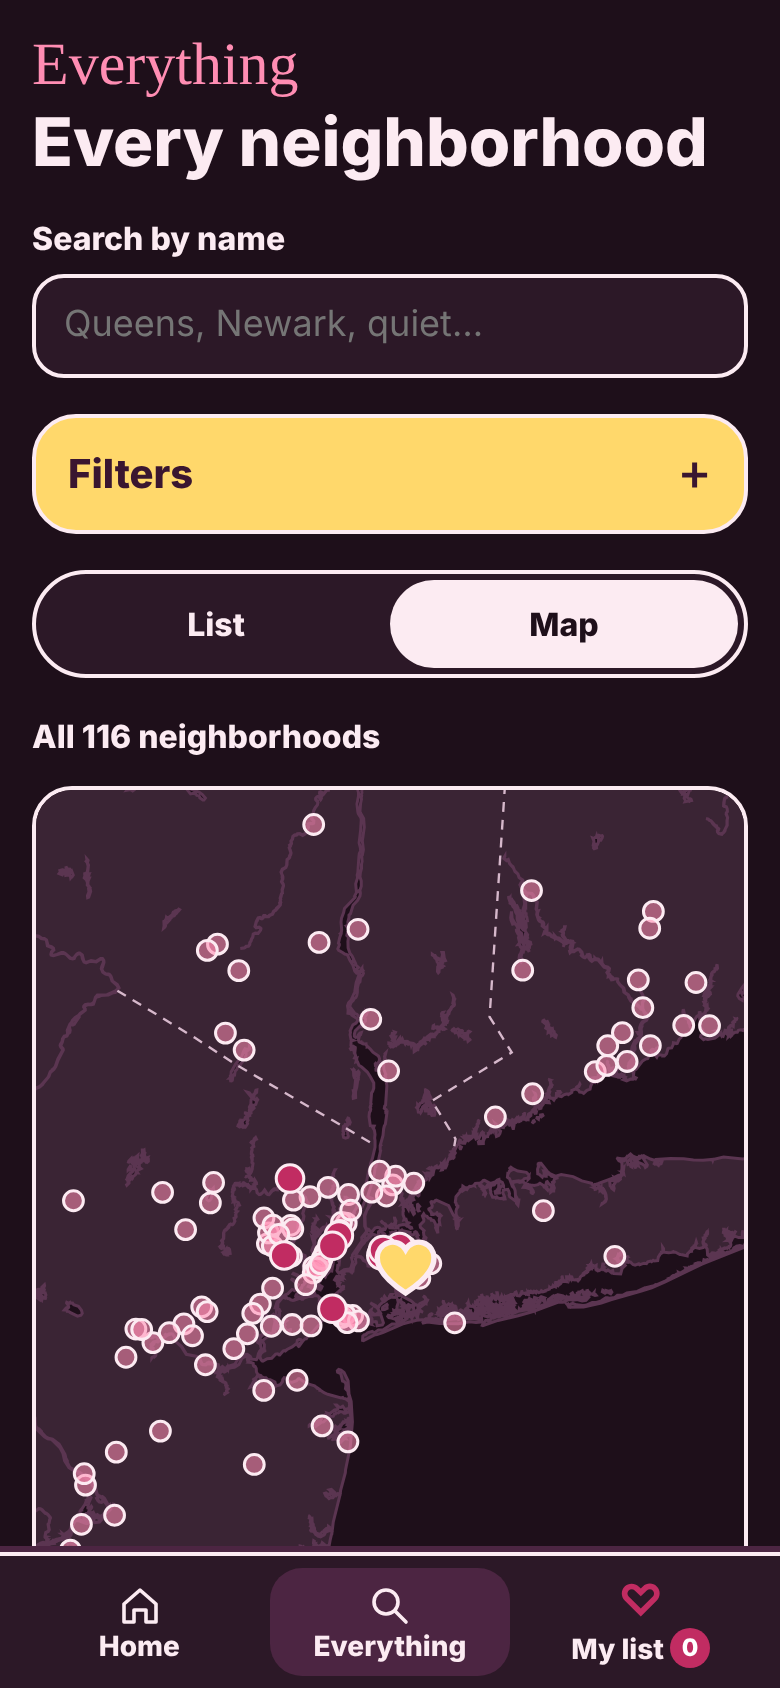 Everything
Every neighborhood
Search by name
Queens, Newark, quiet...
Filters +
List
Map
All 116 neighborhoods
Home
Everything
My list 0